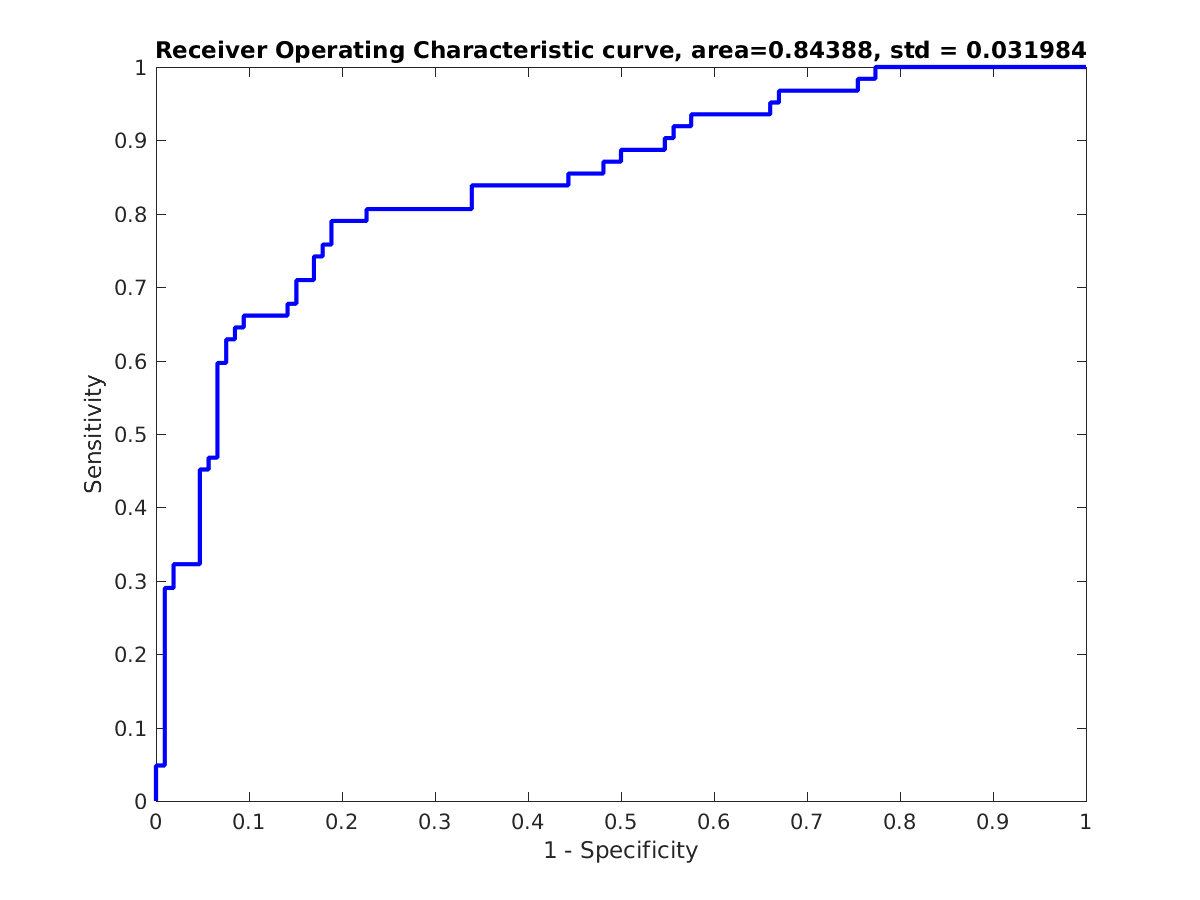 Receiver Operating Characteristic curve, area=0.84388, std = 0.031984
1
0.9
0.8
0.7
0.6
0.5
0.4
0.3
0.2
0.1
0
Sensitivity
0 0.1 0.2 0.3 0.4 0.5 0.6 0.7 0.8 0.9 1
1 - Specificity